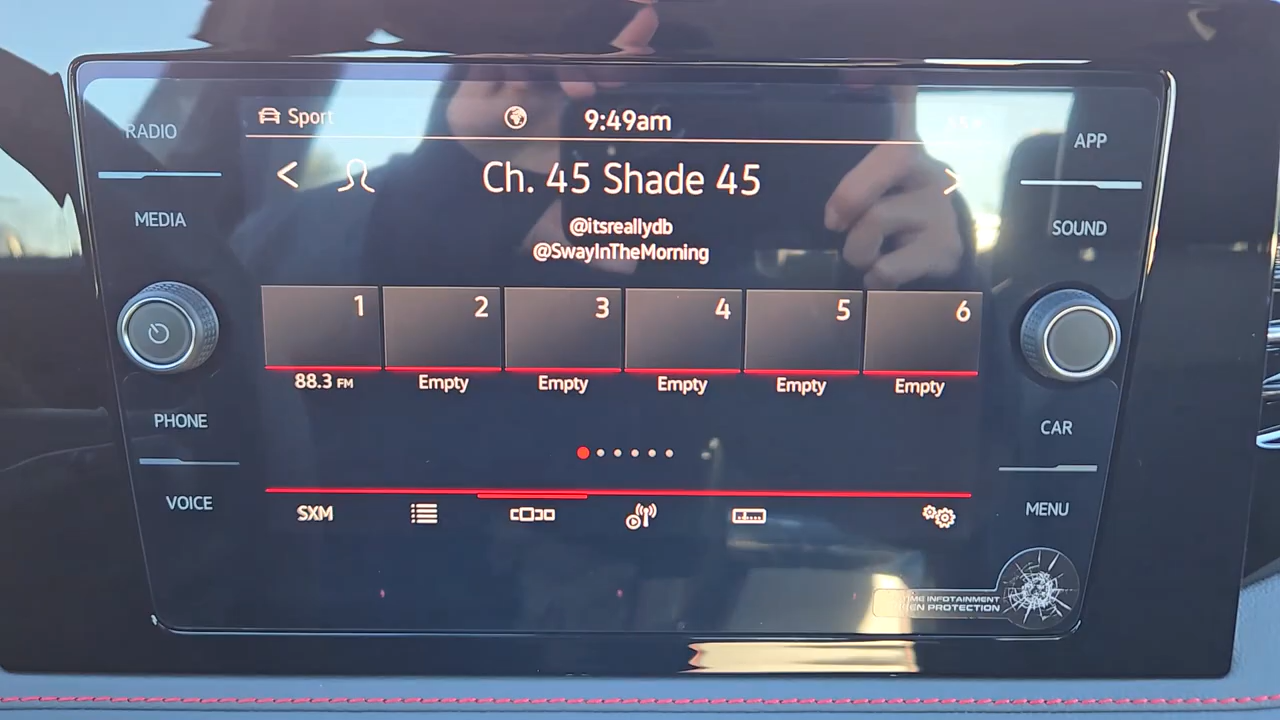 RADIO
MEDIA
PHONE
VOICE
Sport
9:49am
Ch. 45 Shade 45
@itsreallydb
@SwayInTheMorning
1 2 3 4 5 6
88.3 FM Empty Empty Empty Empty Empty
SXM
APP
SOUND
CAR
MENU
INFOTAINMENT
PROTECTION